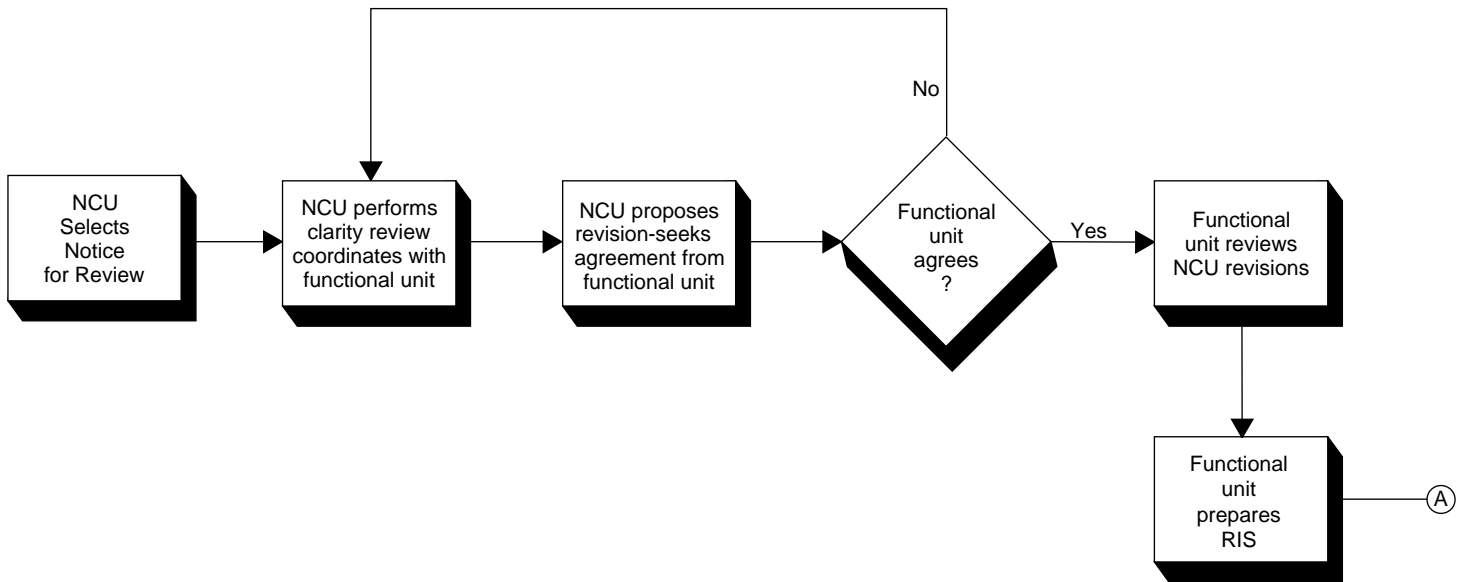 NCU
Selects
Notice
for Review
NCU performs
clarity review
coordinates with
functional unit
NCU proposes
revision-seeks
agreement from
functional unit
Functional
unit
agrees
?
No
Yes
Functional
unit reviews
NCU revisions
Functional
unit
prepares
RIS
A